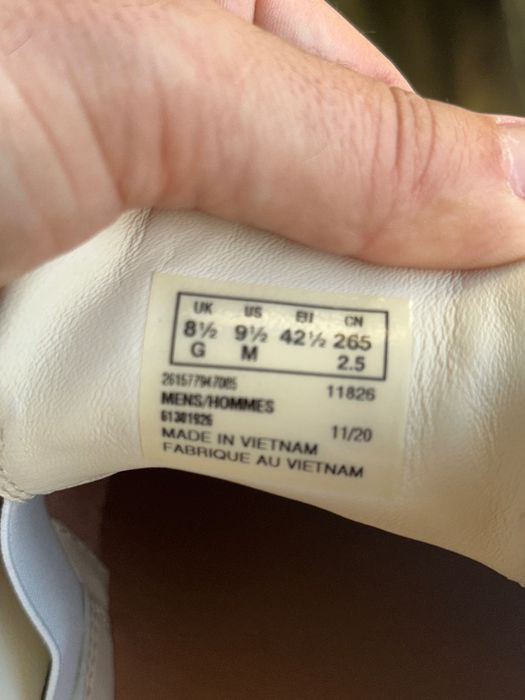 UK US EU CN
8½ 9½ 42½ 265
G M 2.5
11826
MENS/HOMMES
61381926
11/20
MADE IN VIETNAM
FABRIQUE AU VIETNAM